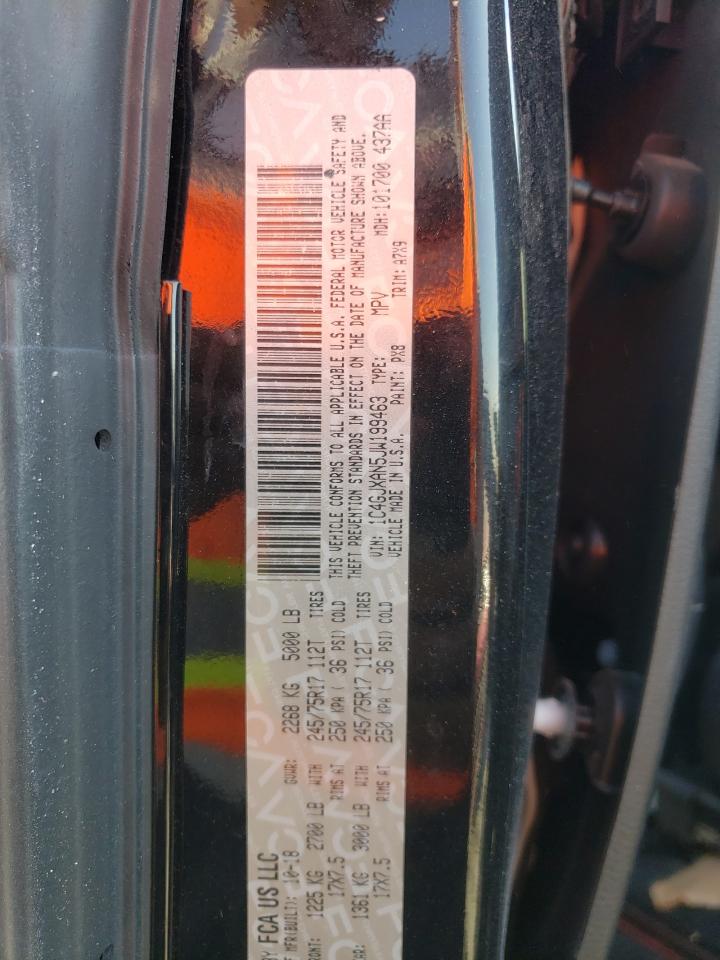 BY FCA US LLC
F MFR(BUILT): 10-18 GVWR: 2268 KG 5000 LB
1225 KG 2700 LB WITH 245/75R17 112T TIRES
17X7.5 RIMS AT 250 KPA ( 36 PSI) COLD
1361 KG 3000 LB WITH 245/75R17 112T TIRES
17X7.5 RIMS AT 250 KPA ( 36 PSI) COLD
THIS VEHICLE CONFORMS TO ALL APPLICABLE U.S.A. FEDERAL MOTOR VEHICLE SAFETY AND
THEFT PREVENTION STANDARDS IN EFFECT ON THE DATE OF MANUFACTURE SHOWN ABOVE.
VIN: 1C4GJXAN5JW199463 TYPE: MPV MDH:101700 437AA
VEHICLE MADE IN U.S.A. PAINT: PX8 TRIM: A7X9